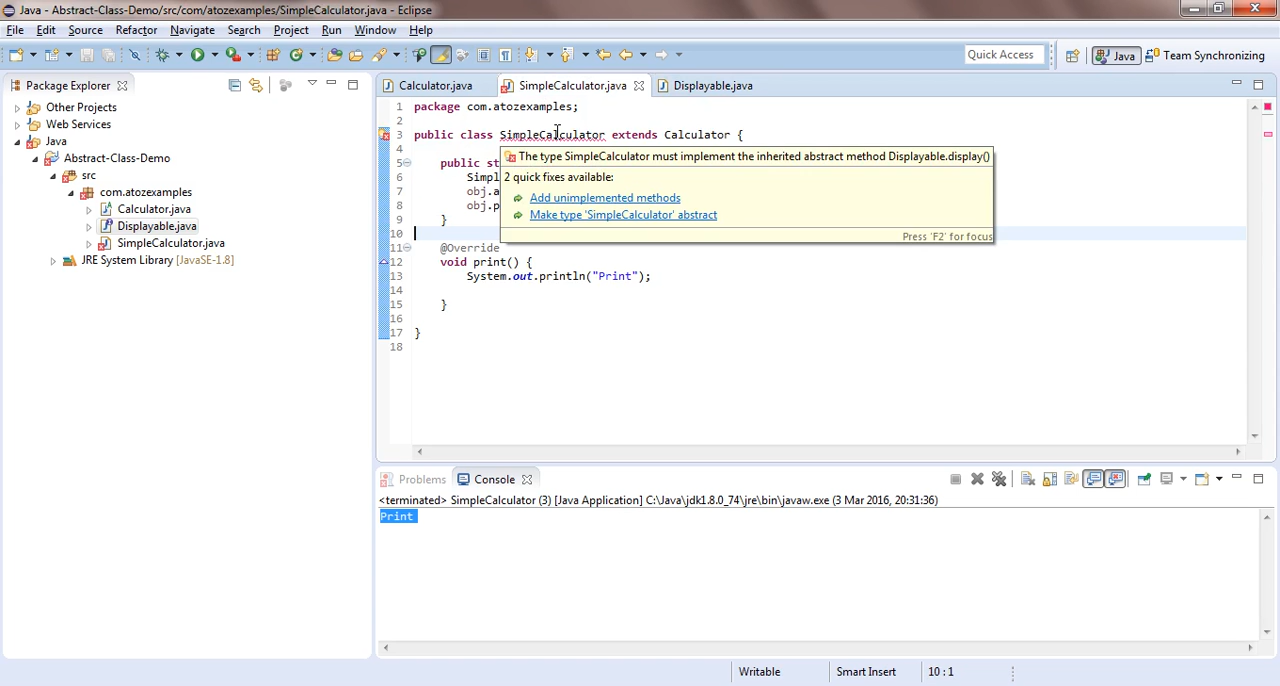 Java - Abstract-Class-Demo/src/com/atozexamples/SimpleCalculator.java - Eclipse
File Edit Source Refactor Navigate Search Project Run Window Help
Quick Access Java Team Synchronizing
Package Explorer
Other Projects
Web Services
Java
Abstract-Class-Demo
src
com.atozexamples
Calculator.java
Displayable.java
SimpleCalculator.java
JRE System Library [JavaSE-1.8]
Calculator.java SimpleCalculator.java Displayable.java
1 package com.atozexamples;
2
3 public class SimpleCalculator extends Calculator {
4
5 public st
6 Simpl
7 obj.a
8 obj.p
9 }
10
11 @Override
12 void print() {
13 System.out.println("Print");
14
15 }
16
17 }
18
The type SimpleCalculator must implement the inherited abstract method Displayable.display()
2 quick fixes available:
Add unimplemented methods
Make type 'SimpleCalculator' abstract
Press 'F2' for focus
Problems Console
<terminated> SimpleCalculator (3) [Java Application] C:\Java\jdk1.8.0_74\jre\bin\javaw.exe (3 Mar 2016, 20:31:36)
Print
Writable Smart Insert 10 : 1